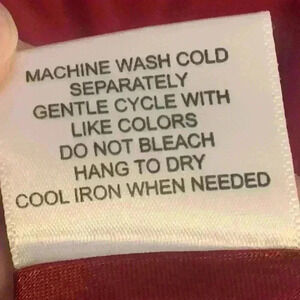 MACHINE WASH COLD
SEPARATELY
GENTLE CYCLE WITH
LIKE COLORS
DO NOT BLEACH
HANG TO DRY
COOL IRON WHEN NEEDED